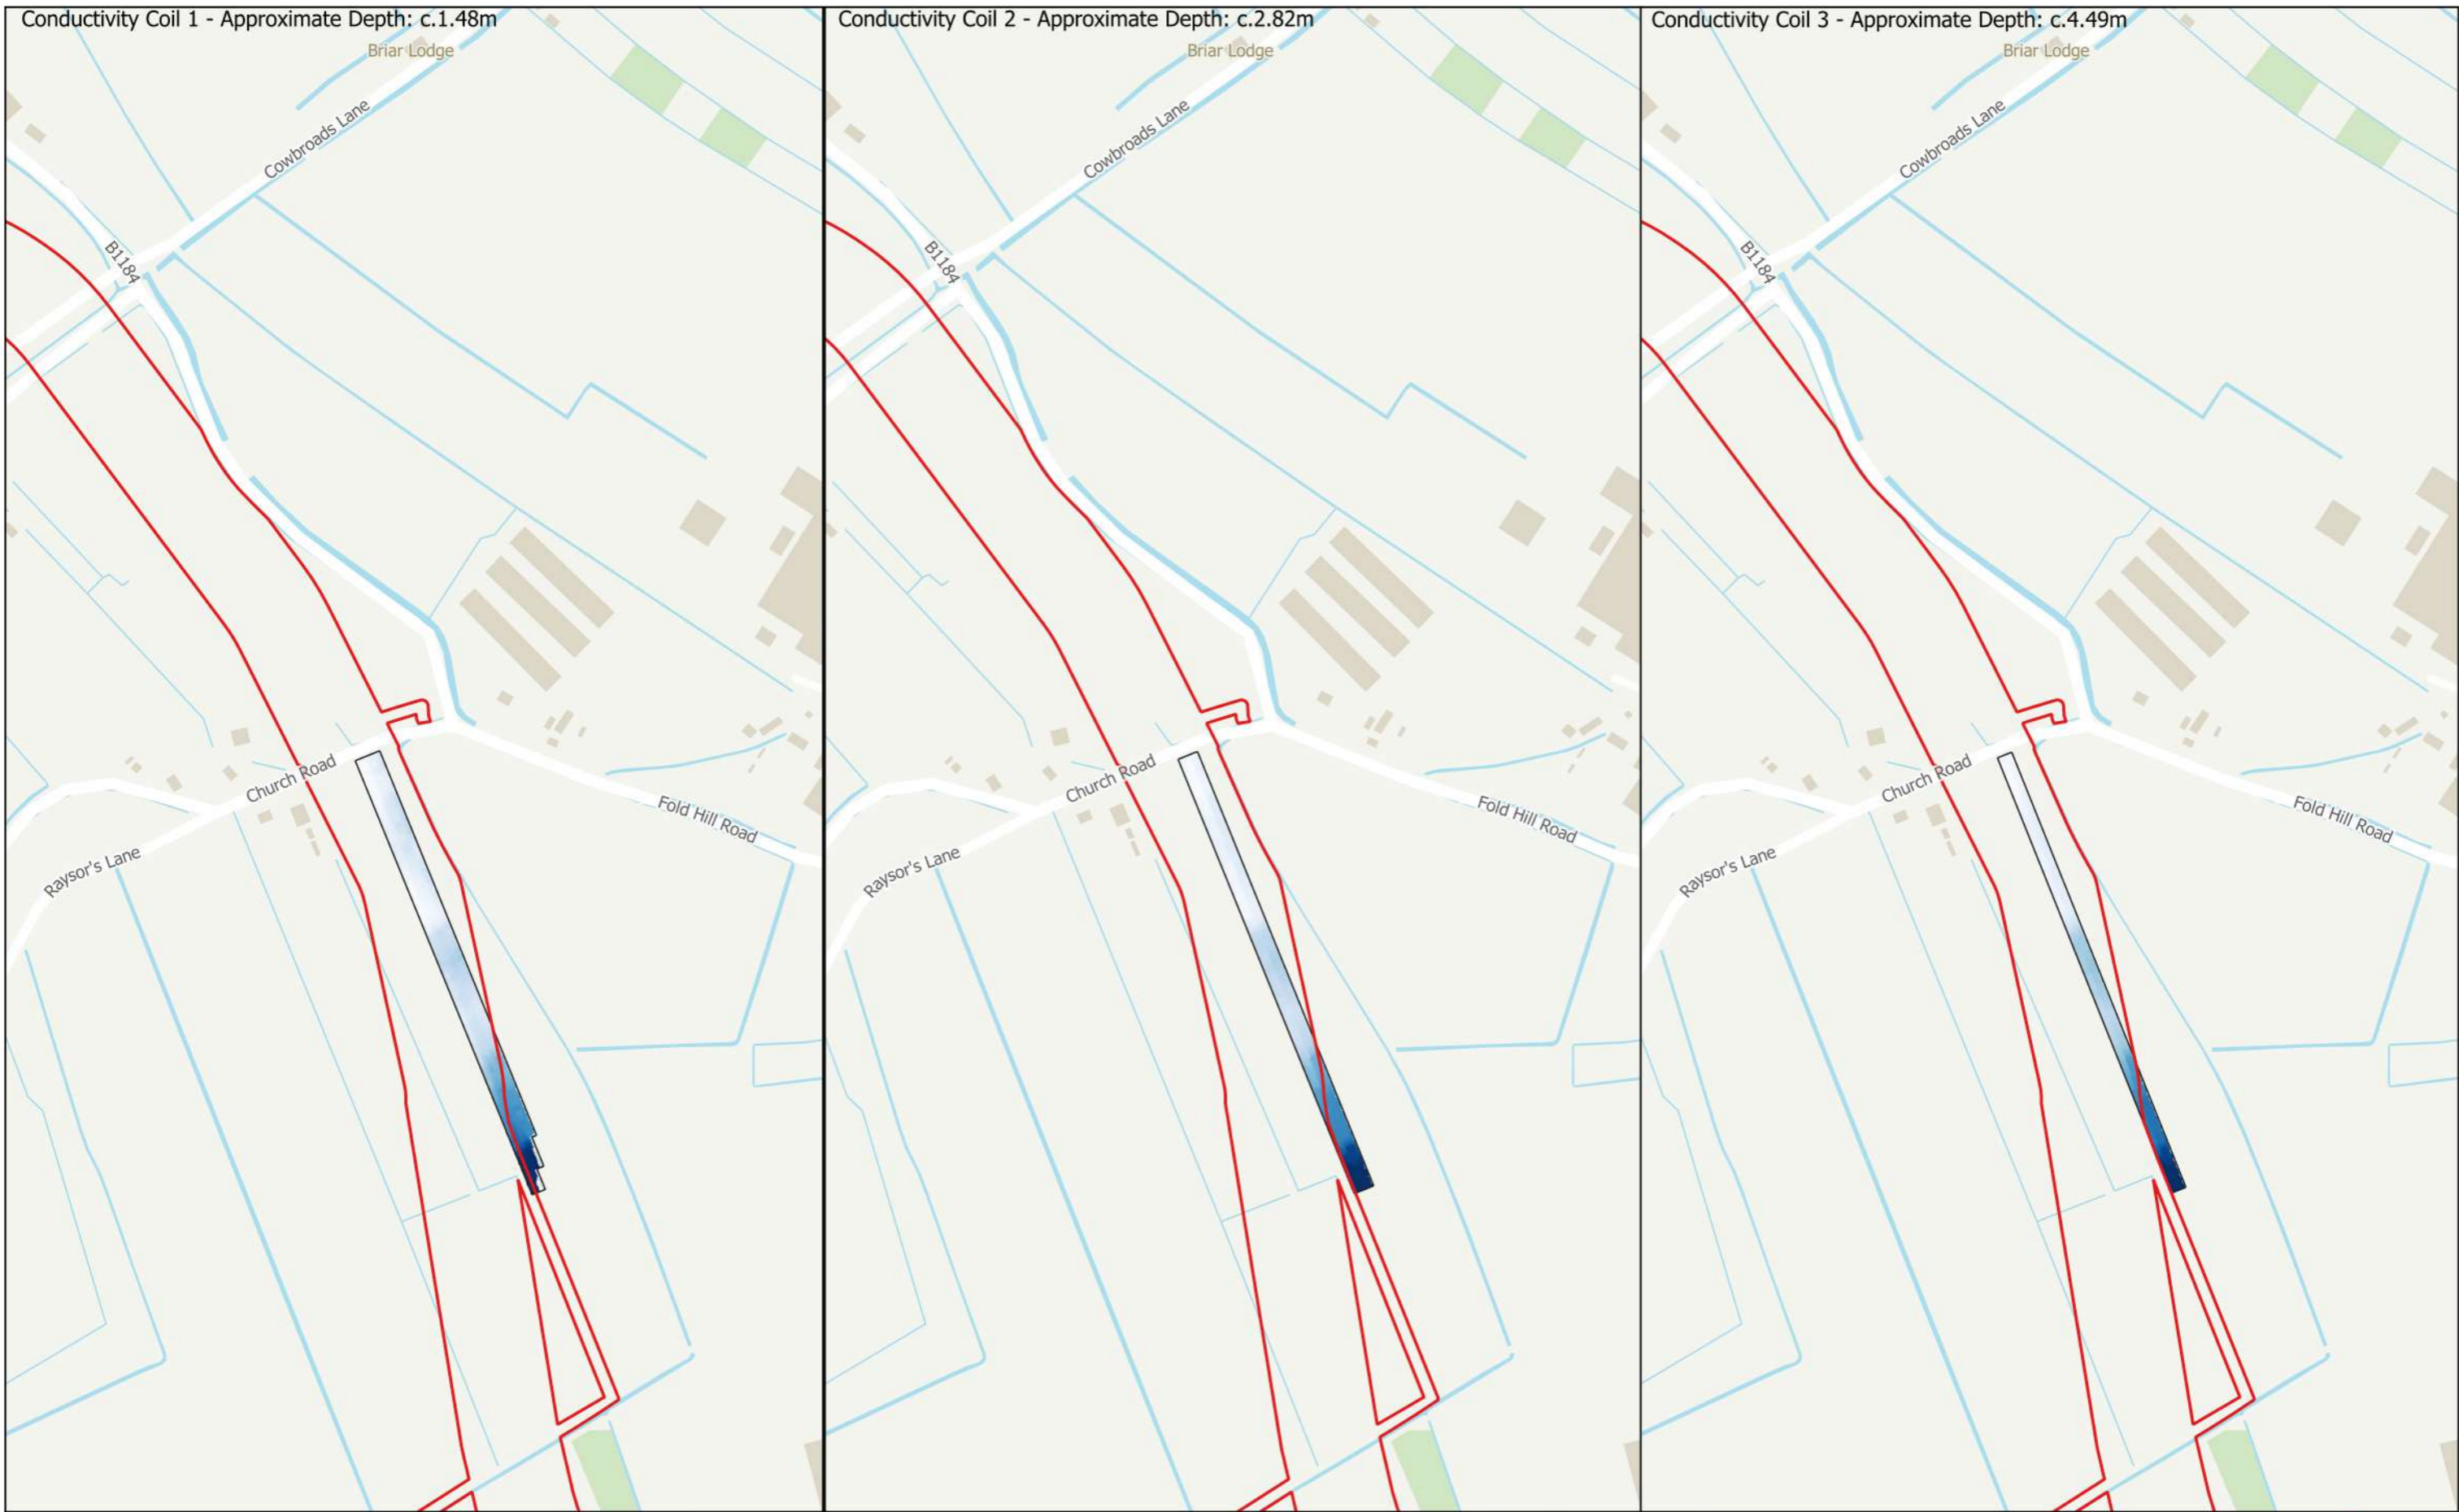 Conductivity Coil 1 - Approximate Depth: c.1.48m
Briar Lodge
Cowbroads Lane
B1184
Church Road
Fold Hill Road
Raysor's Lane
Conductivity Coil 2 - Approximate Depth: c.2.82m
Briar Lodge
Cowbroads Lane
B1184
Church Road
Fold Hill Road
Raysor's Lane
Conductivity Coil 3 - Approximate Depth: c.4.49m
Briar Lodge
Cowbroads Lane
B1184
Church Road
Fold Hill Road
Raysor's Lane